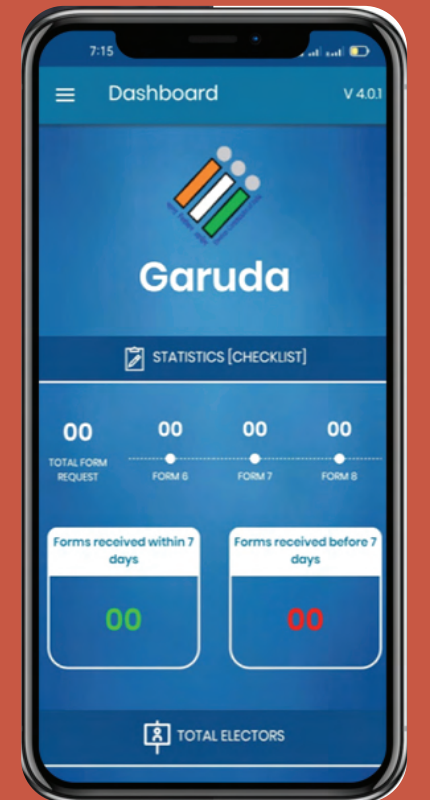 7:15
Dashboard
V 4.0.1
Garuda
STATISTICS [CHECKLIST]
00
00
00
00
TOTAL FORM
REQUEST
FORM 6
FORM 7
FORM 8
Forms received within 7
days
Forms received before 7
days
00
00
TOTAL ELECTORS